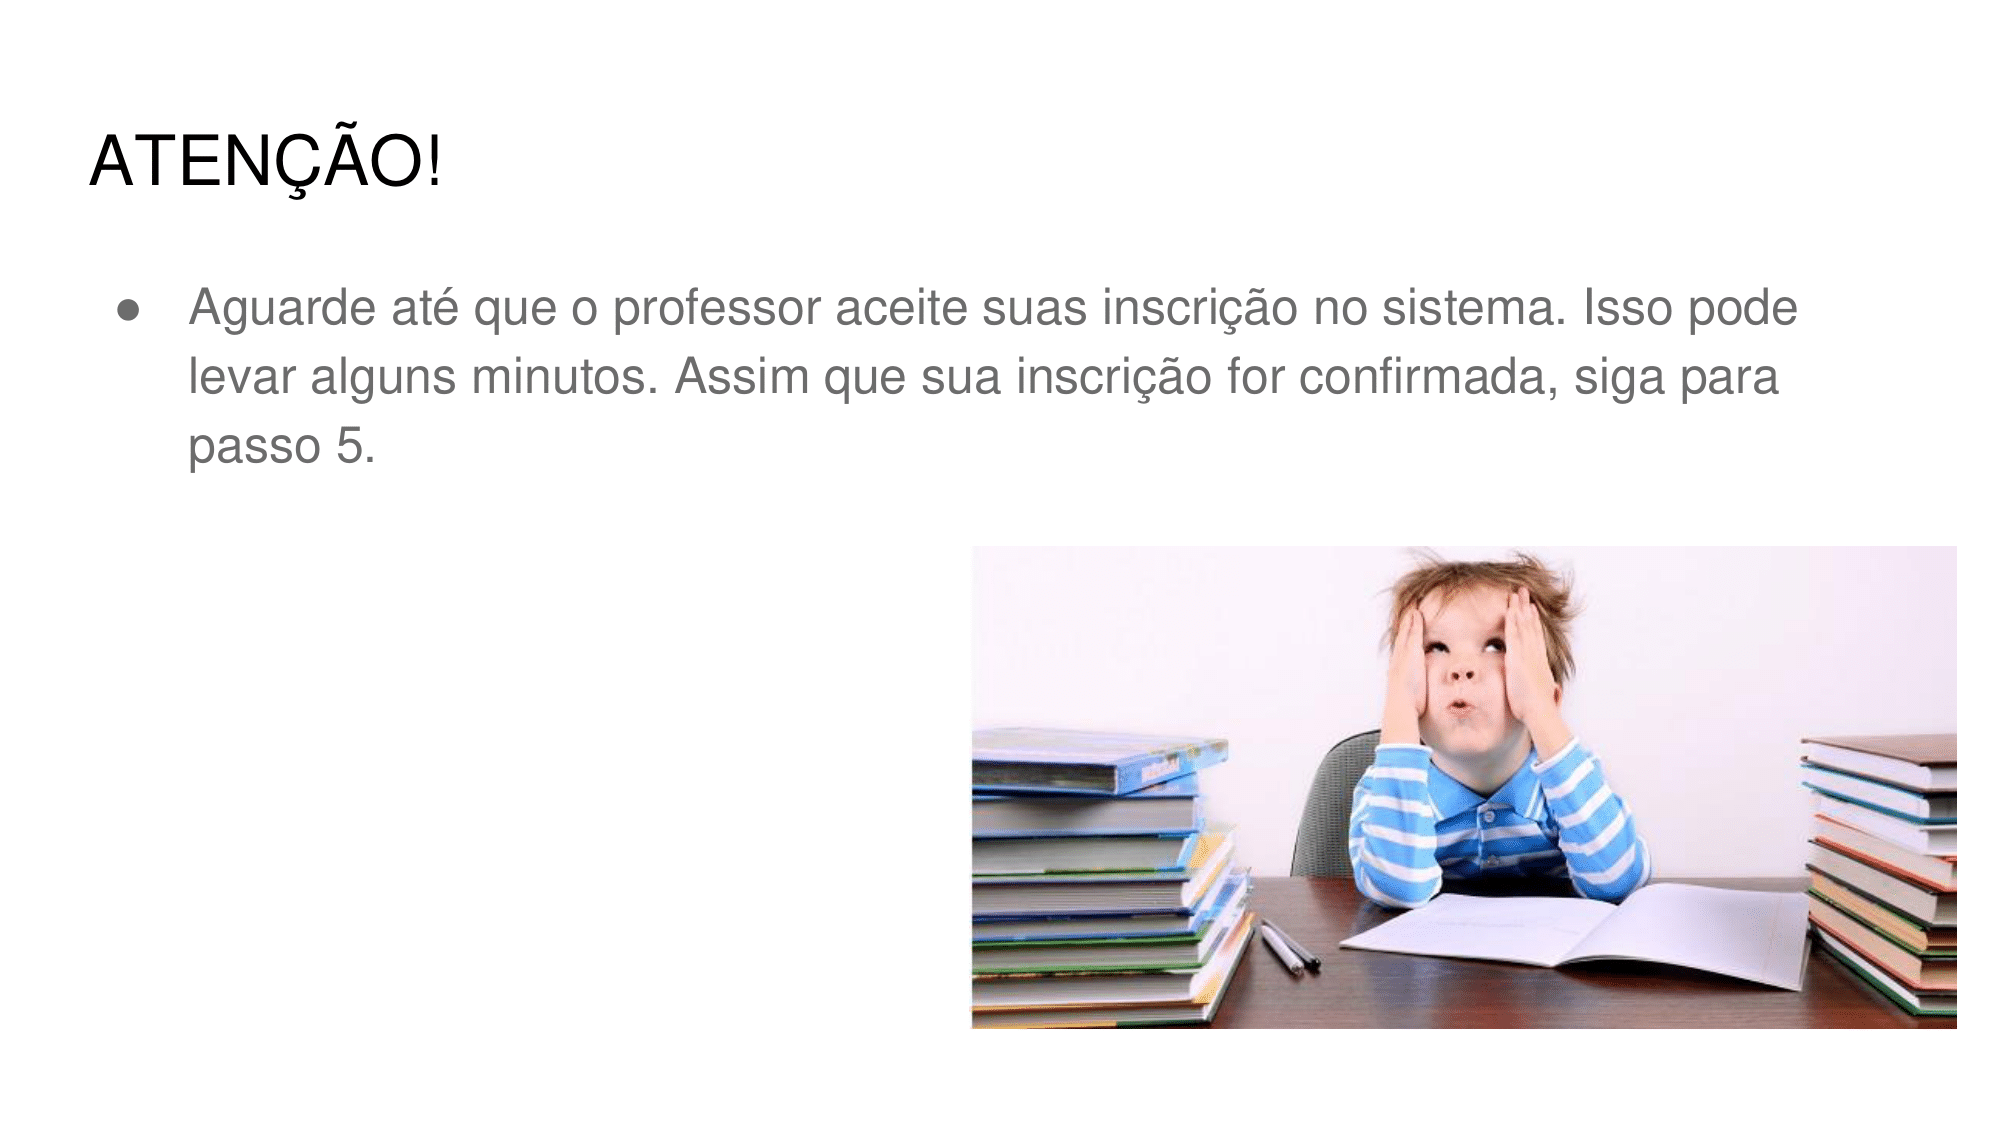 ATENÇÃO!
● Aguarde até que o professor aceite suas inscrição no sistema. Isso pode
levar alguns minutos. Assim que sua inscrição for confirmada, siga para
passo 5.